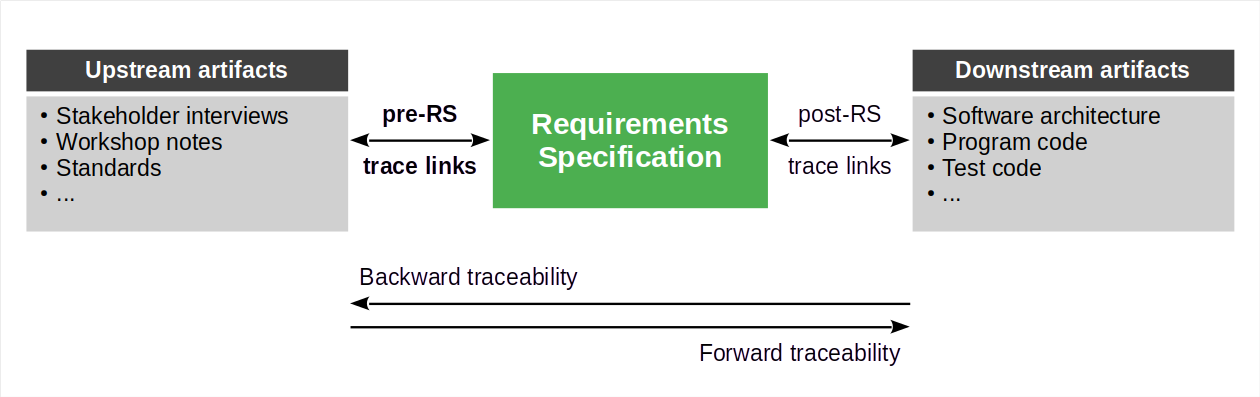 Upstream artifacts
• Stakeholder interviews
• Workshop notes
• Standards
• ...
pre-RS
trace links
Requirements
Specification
post-RS
trace links
Downstream artifacts
• Software architecture
• Program code
• Test code
• ...
Backward traceability
Forward traceability